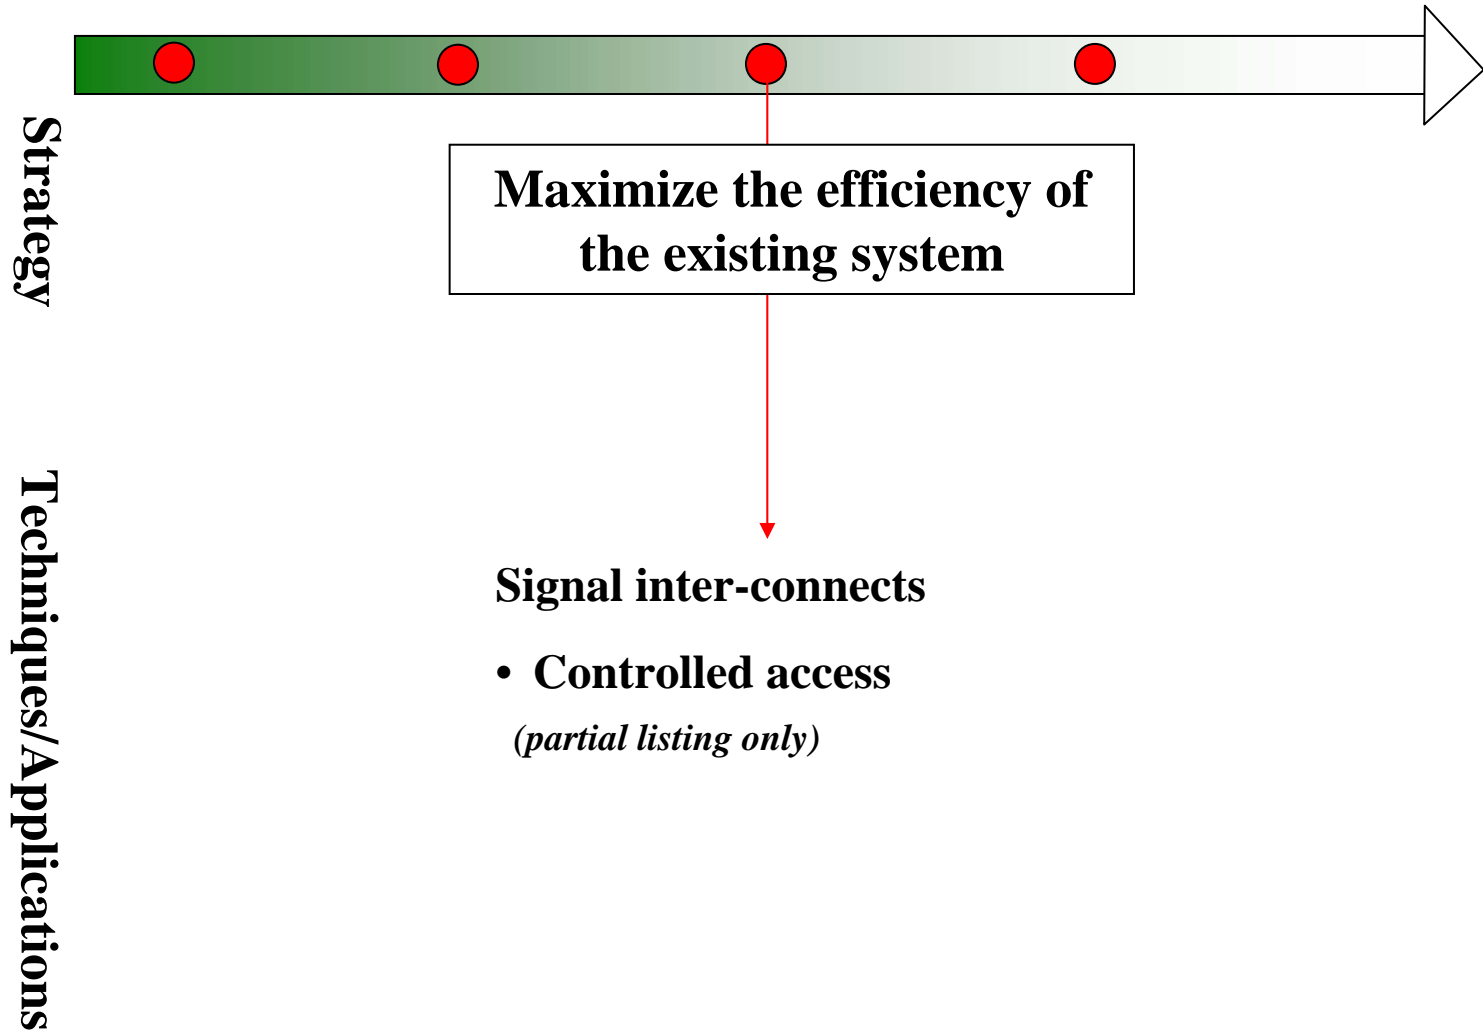 Strategy
Maximize the efficiency of
the existing system
Techniques/Applications
Signal inter-connects
• Controlled access
(partial listing only)